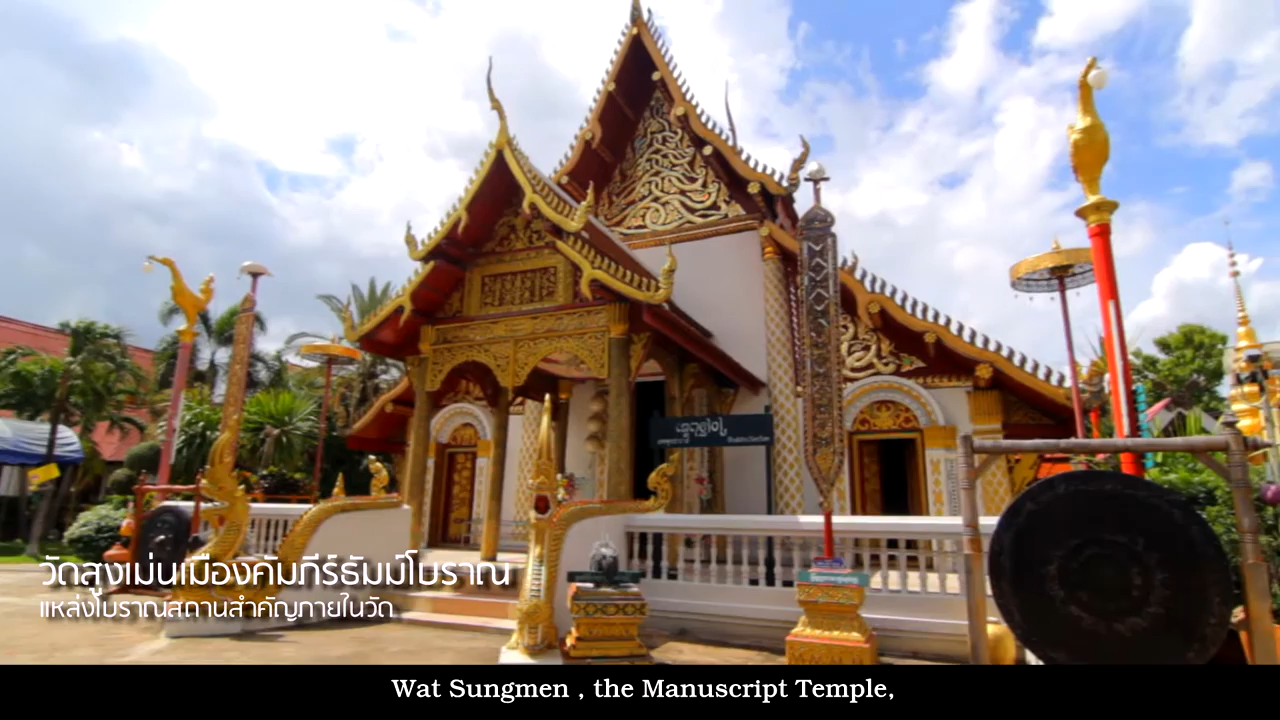 วัดสูงเม่นเมืองคัมภีร์ธัมม์โบราณ
แหล่งโบราณสถานสำคัญภายในวัด
Wat Sungmen , the Manuscript Temple,